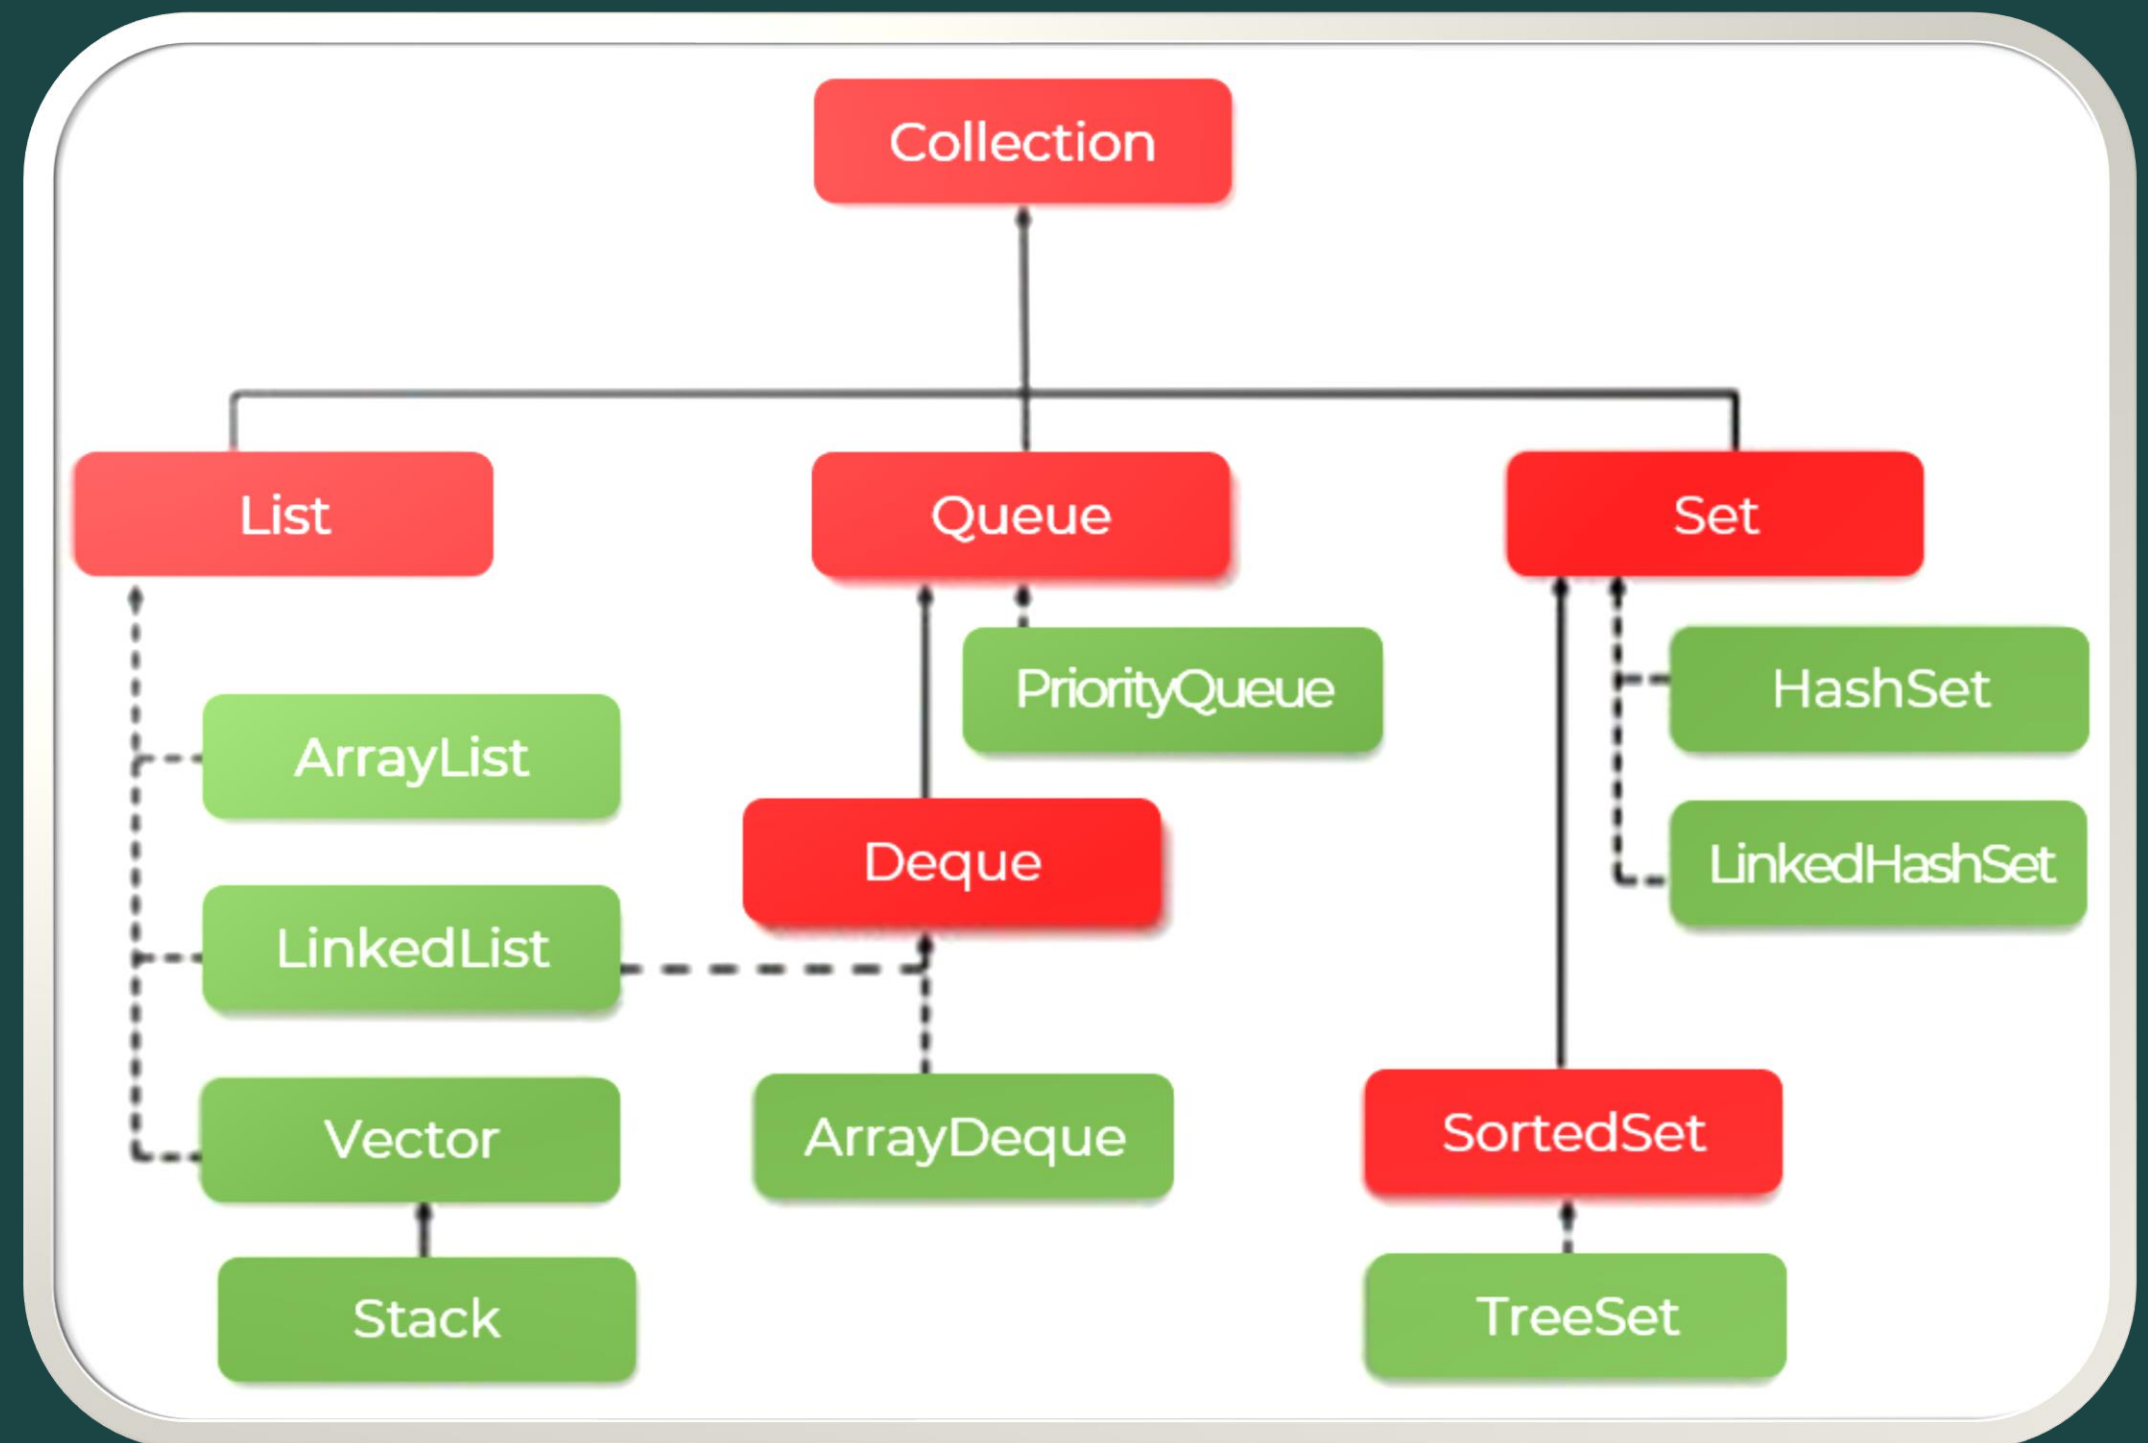 Collection
List
Queue
Set
PriorityQueue
HashSet
ArrayList
Deque
LinkedHashSet
LinkedList
Vector
ArrayDeque
SortedSet
Stack
TreeSet